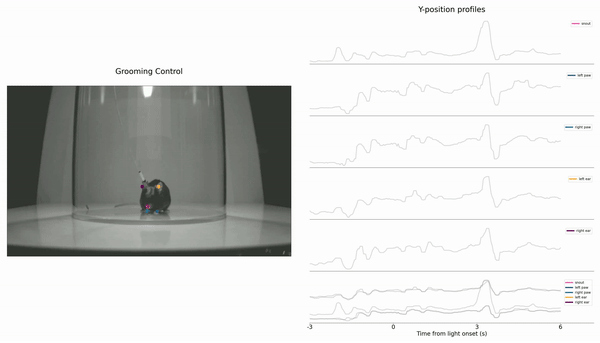 Y-position profiles
Grooming Control
snout
left paw
right paw
left ear
right ear
snout
left paw
right paw
left ear
right ear
-3 0 3 6
Time from light onset (s)